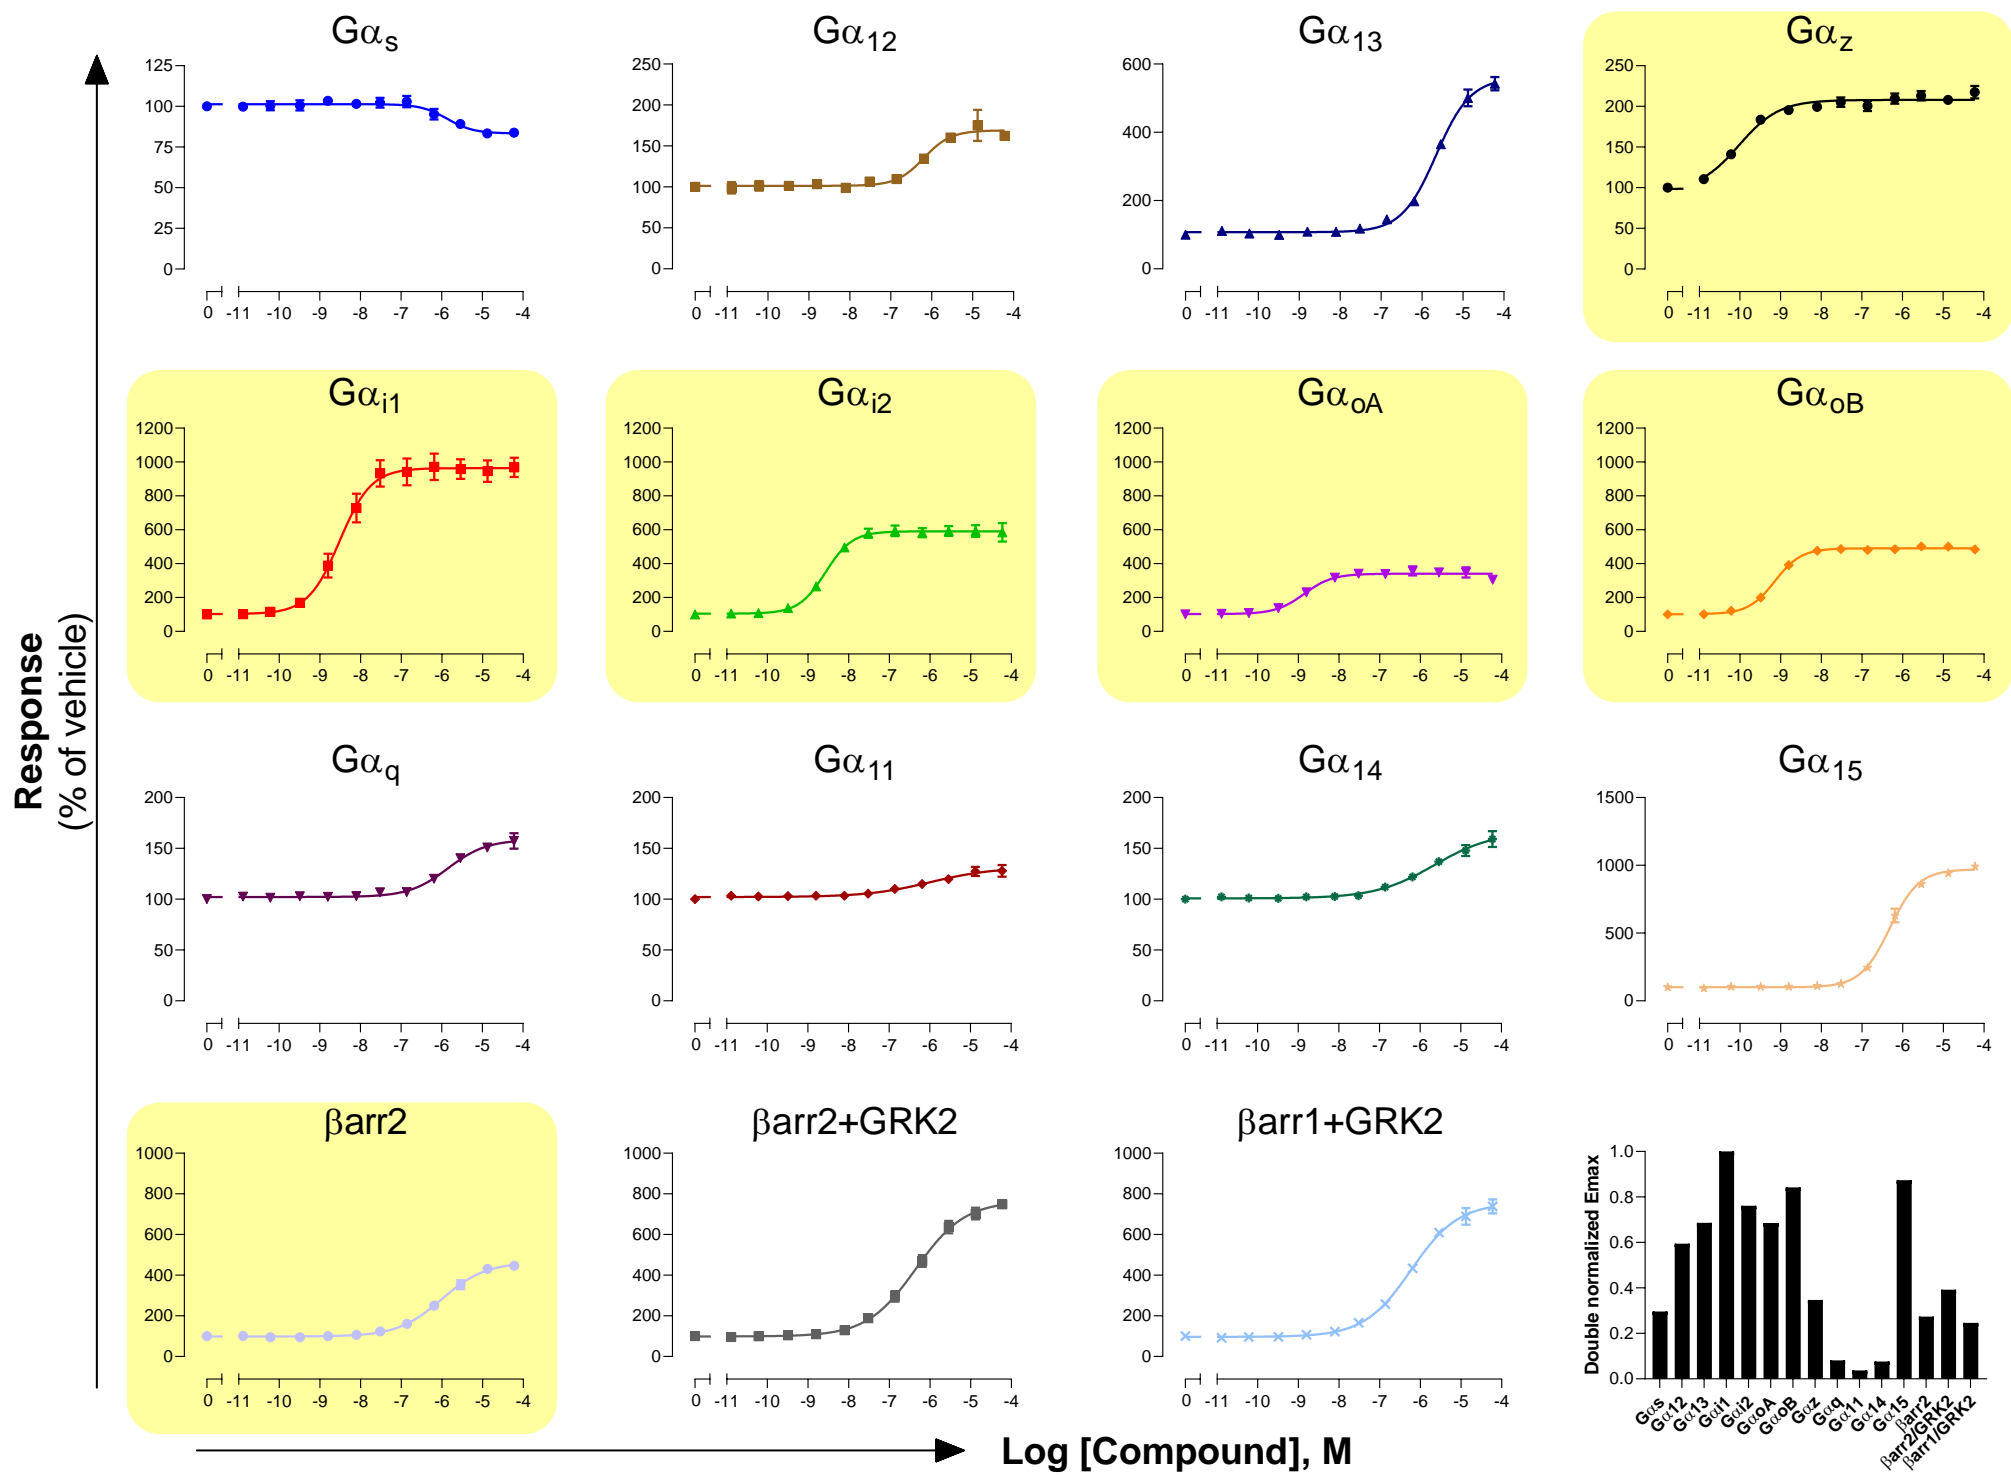 Gαs
Gα12
Gα13
Gαz
125
100
75
50
25
0
0 -11 -10 -9 -8 -7 -6 -5 -4
250
200
150
100
50
0
0 -11 -10 -9 -8 -7 -6 -5 -4
600
400
200
0
0 -11 -10 -9 -8 -7 -6 -5 -4
250
200
150
100
50
0
0 -11 -10 -9 -8 -7 -6 -5 -4
Gαi1
Gαi2
GαoA
GαoB
1200
1000
800
600
400
200
0
0 -11 -10 -9 -8 -7 -6 -5 -4
1200
1000
800
600
400
200
0
0 -11 -10 -9 -8 -7 -6 -5 -4
1200
1000
800
600
400
200
0
0 -11 -10 -9 -8 -7 -6 -5 -4
1200
1000
800
600
400
200
0
0 -11 -10 -9 -8 -7 -6 -5 -4
Response
(% of vehicle)
Gαq
Gα11
Gα14
Gα15
200
150
100
50
0
0 -11 -10 -9 -8 -7 -6 -5 -4
200
150
100
50
0
0 -11 -10 -9 -8 -7 -6 -5 -4
200
150
100
50
0
0 -11 -10 -9 -8 -7 -6 -5 -4
1500
1000
500
0
0 -11 -10 -9 -8 -7 -6 -5 -4
βarr2
βarr2+GRK2
βarr1+GRK2
1000
800
600
400
200
0
0 -11 -10 -9 -8 -7 -6 -5 -4
1000
800
600
400
200
0
0 -11 -10 -9 -8 -7 -6 -5 -4
1000
800
600
400
200
0
0 -11 -10 -9 -8 -7 -6 -5 -4
Double normalized Emax
1.0
0.8
0.6
0.4
0.2
0.0
Gαs
Gα12
Gα13
Gαi1
Gαi2
GαoA
GαoB
Gαz
Gαq
Gα11
Gα14
Gα15
βarr2
βarr2/GRK2
βarr1/GRK2
Log [Compound], M